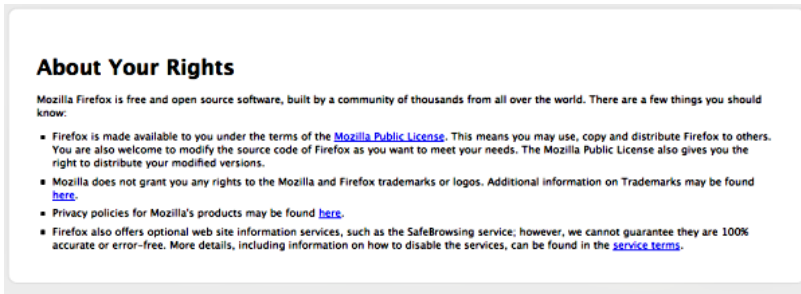 About Your Rights
Mozilla Firefox is free and open source software, built by a community of thousands from all over the world. There are a few things you should
know:
▪ Firefox is made available to you under the terms of the Mozilla Public License. This means you may use, copy and distribute Firefox to others.
You are also welcome to modify the source code of Firefox as you want to meet your needs. The Mozilla Public License also gives you the
right to distribute your modified versions.
▪ Mozilla does not grant you any rights to the Mozilla and Firefox trademarks or logos. Additional information on Trademarks may be found
here.
▪ Privacy policies for Mozilla's products may be found here.
▪ Firefox also offers optional web site information services, such as the SafeBrowsing service; however, we cannot guarantee they are 100%
accurate or error-free. More details, including information on how to disable the services, can be found in the service terms.